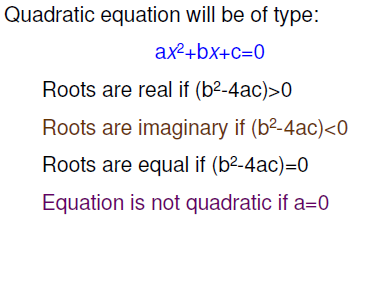 Quadratic equation will be of type:
ax²+bx+c=0
Roots are real if (b²-4ac)>0
Roots are imaginary if (b²-4ac)<0
Roots are equal if (b²-4ac)=0
Equation is not quadratic if a=0